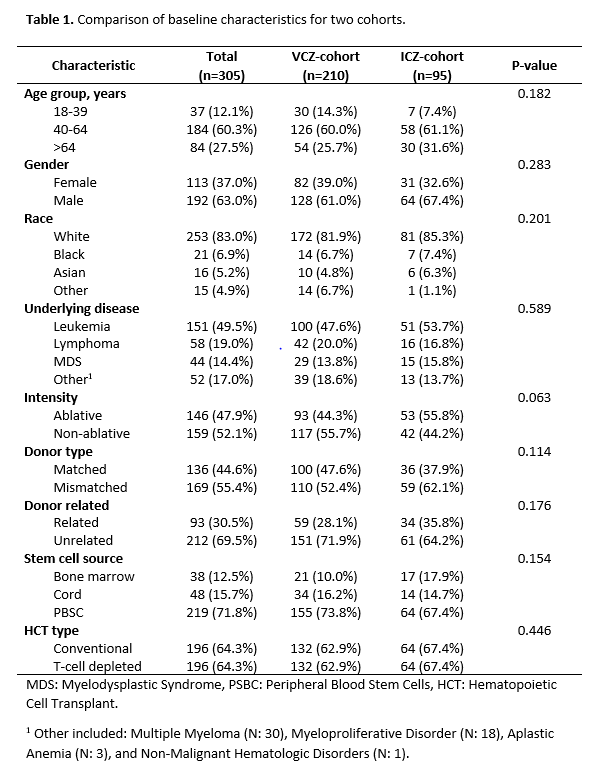 Table 1. Comparison of baseline characteristics for two cohorts.
Characteristic Total (n=305) VCZ-cohort (n=210) ICZ-cohort (n=95) P-value
Age group, years 0.182
18-39 37 (12.1%) 30 (14.3%) 7 (7.4%)
40-64 184 (60.3%) 126 (60.0%) 58 (61.1%)
>64 84 (27.5%) 54 (25.7%) 30 (31.6%)
Gender 0.283
Female 113 (37.0%) 82 (39.0%) 31 (32.6%)
Male 192 (63.0%) 128 (61.0%) 64 (67.4%)
Race 0.201
White 253 (83.0%) 172 (81.9%) 81 (85.3%)
Black 21 (6.9%) 14 (6.7%) 7 (7.4%)
Asian 16 (5.2%) 10 (4.8%) 6 (6.3%)
Other 15 (4.9%) 14 (6.7%) 1 (1.1%)
Underlying disease 0.589
Leukemia 151 (49.5%) 100 (47.6%) 51 (53.7%)
Lymphoma 58 (19.0%) 42 (20.0%) 16 (16.8%)
MDS 44 (14.4%) 29 (13.8%) 15 (15.8%)
Other¹ 52 (17.0%) 39 (18.6%) 13 (13.7%)
Intensity 0.063
Ablative 146 (47.9%) 93 (44.3%) 53 (55.8%)
Non-ablative 159 (52.1%) 117 (55.7%) 42 (44.2%)
Donor type 0.114
Matched 136 (44.6%) 100 (47.6%) 36 (37.9%)
Mismatched 169 (55.4%) 110 (52.4%) 59 (62.1%)
Donor related 0.176
Related 93 (30.5%) 59 (28.1%) 34 (35.8%)
Unrelated 212 (69.5%) 151 (71.9%) 61 (64.2%)
Stem cell source 0.154
Bone marrow 38 (12.5%) 21 (10.0%) 17 (17.9%)
Cord 48 (15.7%) 34 (16.2%) 14 (14.7%)
PBSC 219 (71.8%) 155 (73.8%) 64 (67.4%)
HCT type 0.446
Conventional 196 (64.3%) 132 (62.9%) 64 (67.4%)
T-cell depleted 196 (64.3%) 132 (62.9%) 64 (67.4%)
MDS: Myelodysplastic Syndrome, PSBC: Peripheral Blood Stem Cells, HCT: Hematopoietic
Cell Transplant.
¹ Other included: Multiple Myeloma (N: 30), Myeloproliferative Disorder (N: 18), Aplastic
Anemia (N: 3), and Non-Malignant Hematologic Disorders (N: 1).